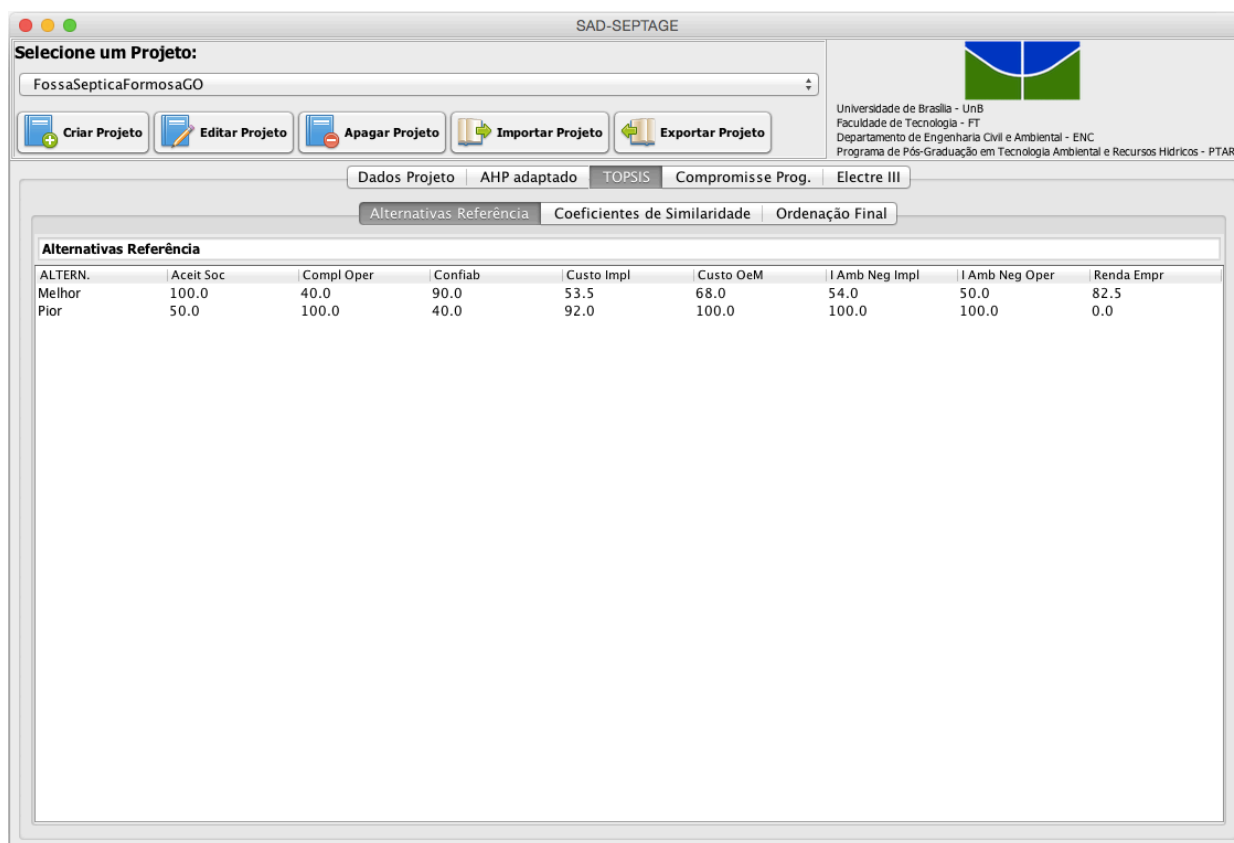 SAD-SEPTAGE
Selecione um Projeto:
FossaSepticaFormosaGO
Criar Projeto Editar Projeto Apagar Projeto Importar Projeto Exportar Projeto
Universidade de Brasília - UnB
Faculdade de Tecnologia - FT
Departamento de Engenharia Civil e Ambiental - ENC
Programa de Pós-Graduação em Tecnologia Ambiental e Recursos Hídricos - PTAR
Dados Projeto AHP adaptado TOPSIS Compromisse Prog. Electre III
Alternativas Referência Coeficientes de Similaridade Ordenação Final
Alternativas Referência
ALTERN. Aceit Soc Compl Oper Confiab Custo Impl Custo OeM I Amb Neg Impl I Amb Neg Oper Renda Empr
Melhor 100.0 40.0 90.0 53.5 68.0 54.0 50.0 82.5
Pior 50.0 100.0 40.0 92.0 100.0 100.0 100.0 0.0